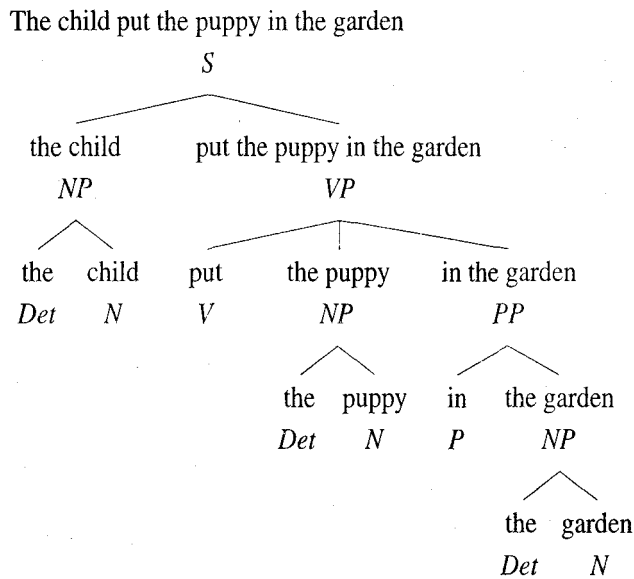 The child put the puppy in the garden
S
the child put the puppy in the garden
NP VP
the child put the puppy in the garden
Det N V NP PP
the puppy in the garden
Det N P NP
the garden
Det N